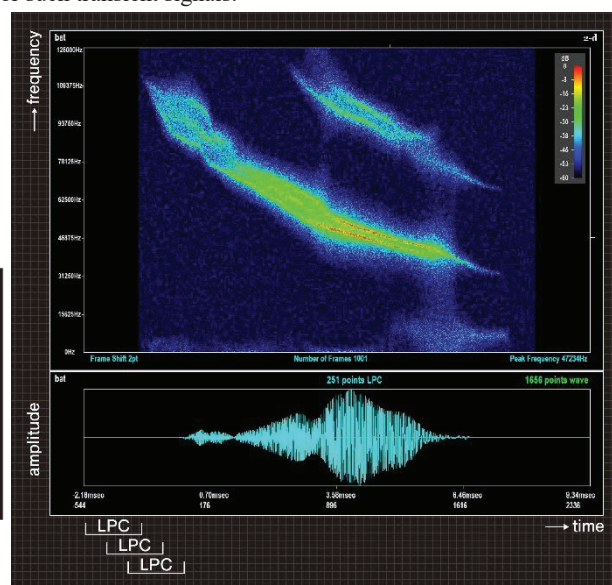 bat 2-d
→ frequency
125000Hz
dB
109375Hz
93750Hz
78125Hz
62500Hz
46875Hz
31250Hz
15625Hz
0Hz
Frame Shift 2pt Number of Frames 1001 Peak Frequency 47234Hz
bat 251 points LPC 1656 points wave
amplitude
-2.18msec 0.70msec 3.58msec 6.46msec 9.34msec
-544 176 896 1616 2336
LPC → time
LPC
LPC